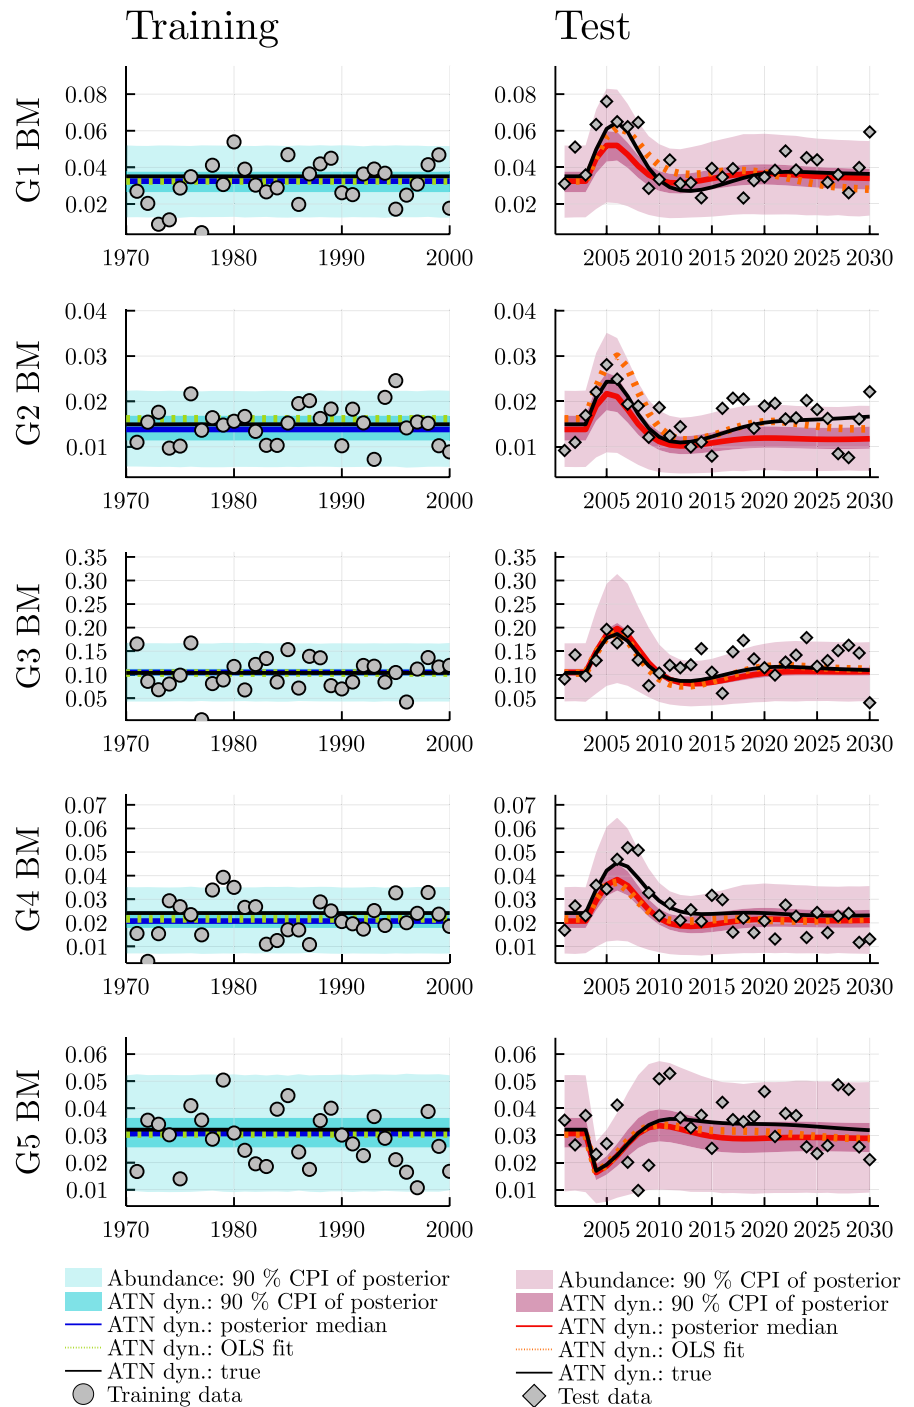 Training Test
G1 BM
0.08 0.08
0.06 0.06
0.04 0.04
0.02 0.02
1970 1980 1990 2000 2005 2010 2015 2020 2025 2030
G2 BM
0.04 0.04
0.03 0.03
0.02 0.02
0.01 0.01
1970 1980 1990 2000 2005 2010 2015 2020 2025 2030
G3 BM
0.35 0.35
0.30 0.30
0.25 0.25
0.20 0.20
0.15 0.15
0.10 0.10
0.05 0.05
1970 1980 1990 2000 2005 2010 2015 2020 2025 2030
G4 BM
0.07 0.07
0.06 0.06
0.05 0.05
0.04 0.04
0.03 0.03
0.02 0.02
0.01 0.01
1970 1980 1990 2000 2005 2010 2015 2020 2025 2030
G5 BM
0.06 0.06
0.05 0.05
0.04 0.04
0.03 0.03
0.02 0.02
0.01 0.01
1970 1980 1990 2000 2005 2010 2015 2020 2025 2030
Abundance: 90 % CPI of posterior
ATN dyn.: 90 % CPI of posterior
ATN dyn.: posterior median
ATN dyn.: OLS fit
ATN dyn.: true
Training data
Abundance: 90 % CPI of posterior
ATN dyn.: 90 % CPI of posterior
ATN dyn.: posterior median
ATN dyn.: OLS fit
ATN dyn.: true
Test data